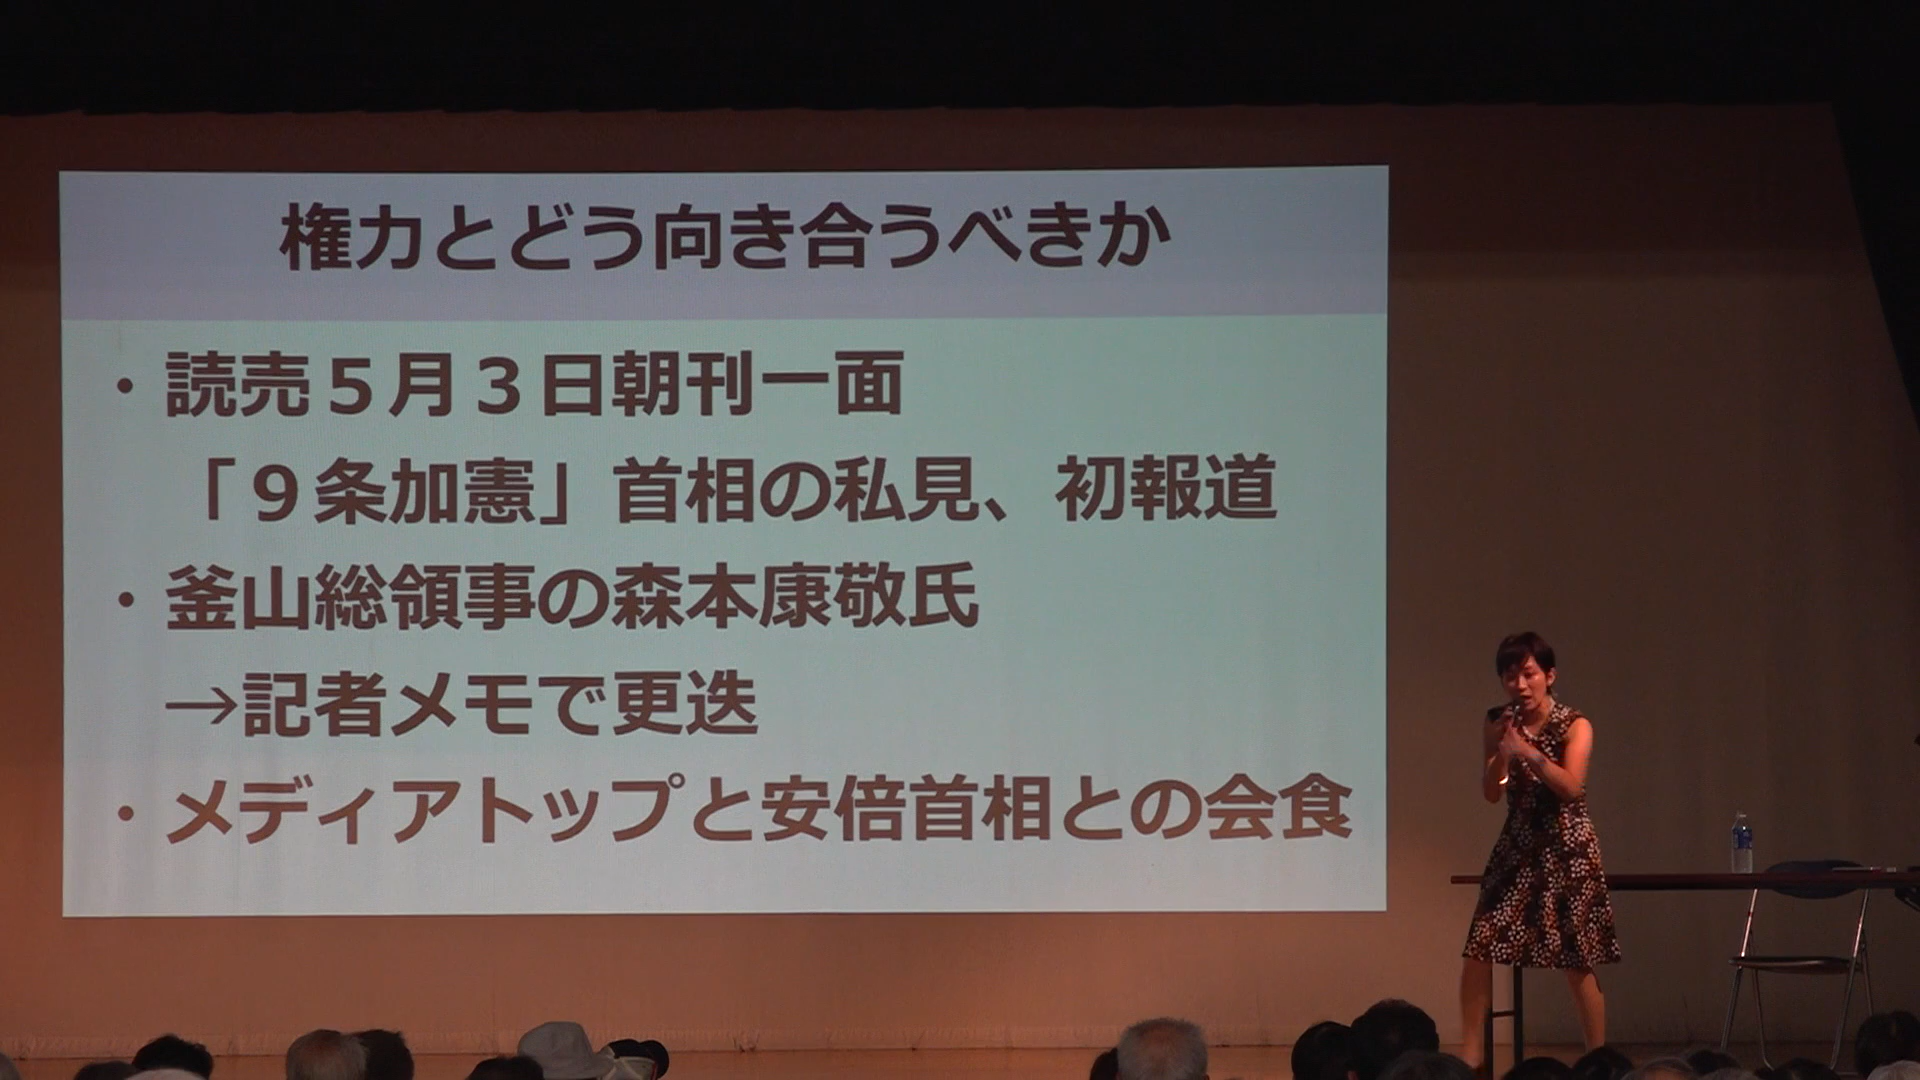 権力とどう向き合うべきか
・読売５月３日朝刊一面
「９条加憲」首相の私見、初報道
・釜山総領事の森本康敬氏
→記者メモで更迭
・メディアトップと安倍首相との会食